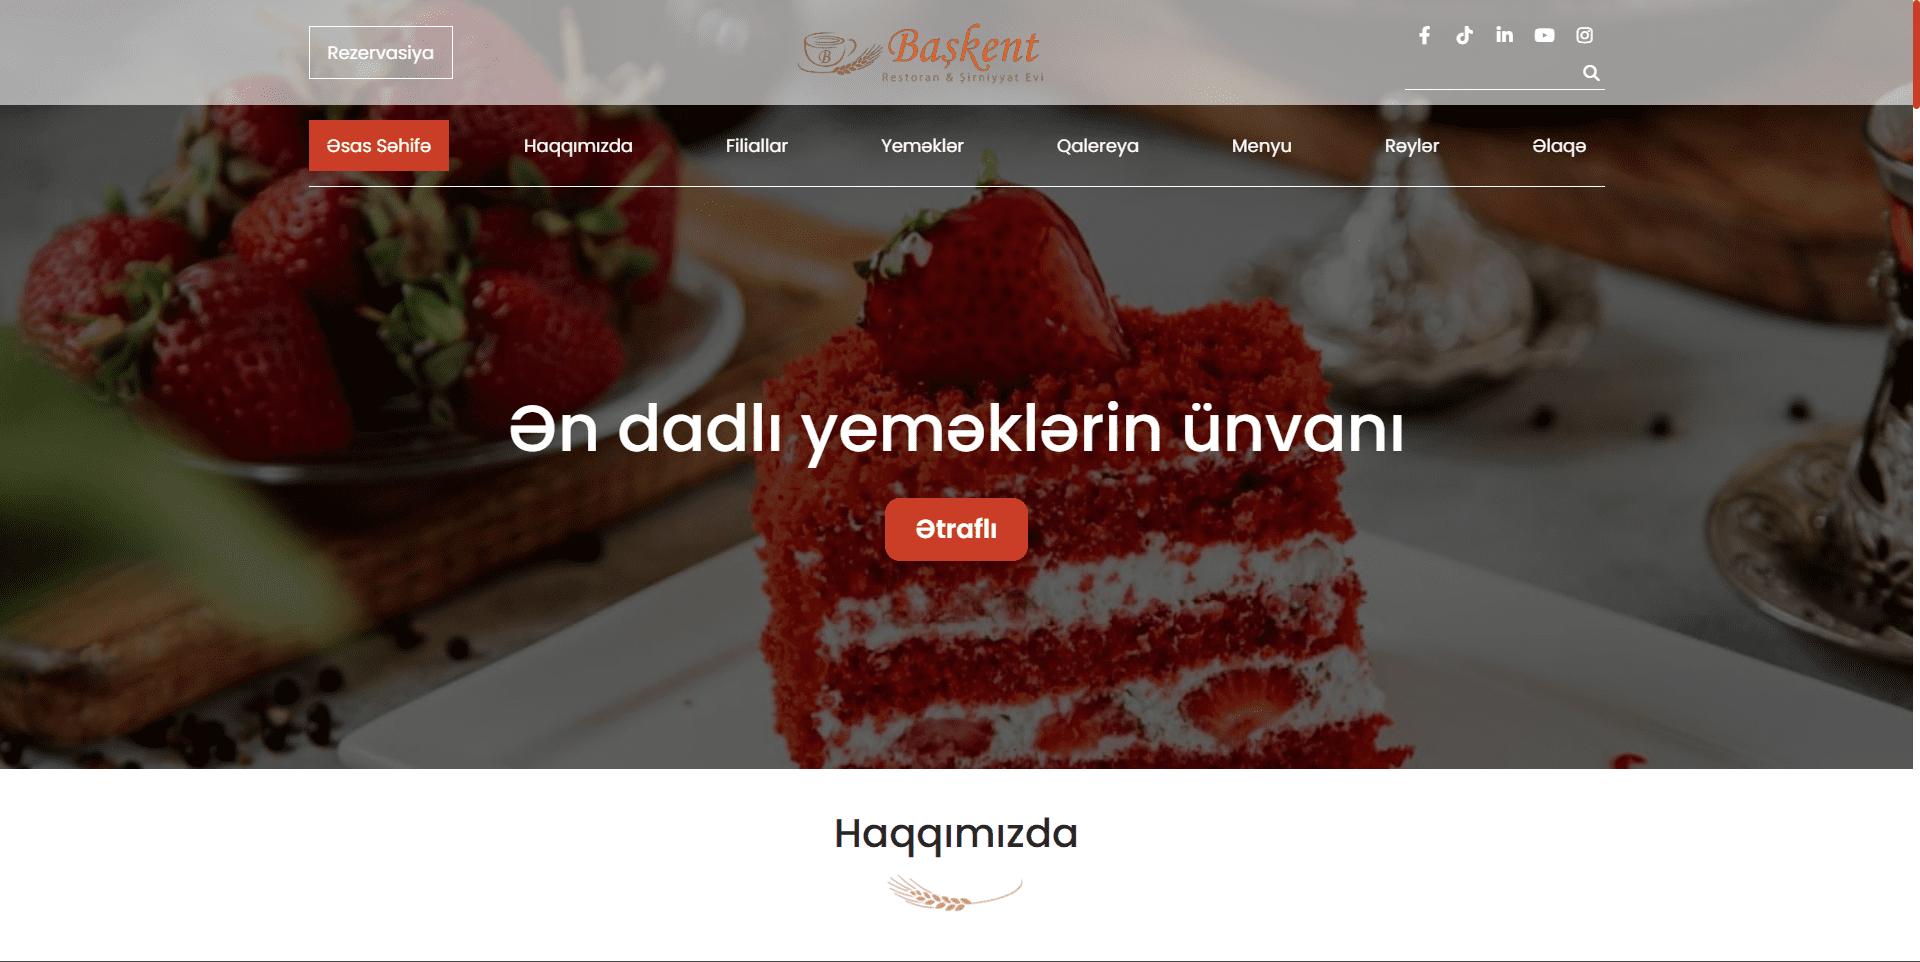 Rezervasiya
B
Başkent
Restoran & Şirniyyat Evi
Əsas Səhifə
Haqqımızda
Filiallar
Yeməklər
Qalereya
Menyu
Rəylər
Əlaqə
Ən dadlı yeməklərin ünvanı
Ətraflı
Haqqımızda